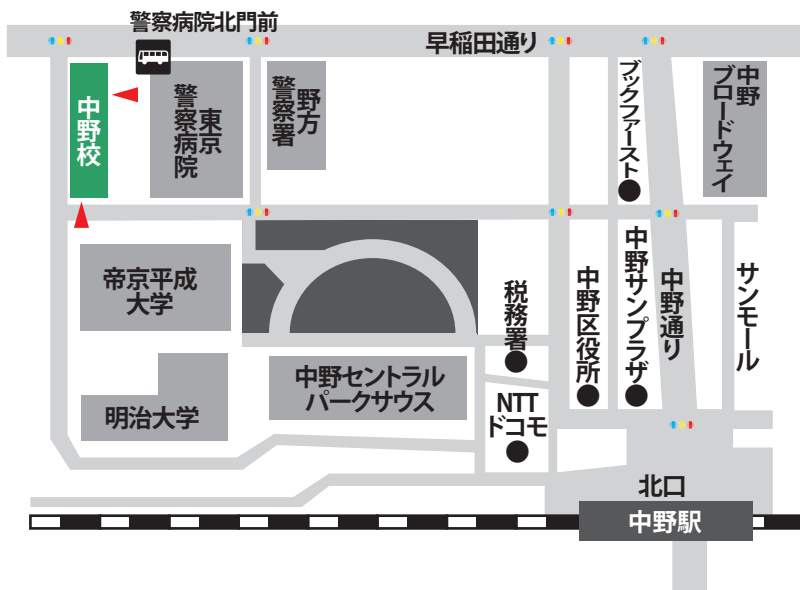 警察病院北門前
早稲田通り
中野校
東京
警察病院
野方
警察署
ブックファースト
中野
ブロードウェイ
帝京平成
大学
税務署
中野区役所
中野サンプラザ
中野通り
サンモール
明治大学
中野セントラル
パークサウス
NTT
ドコモ
北口
中野駅